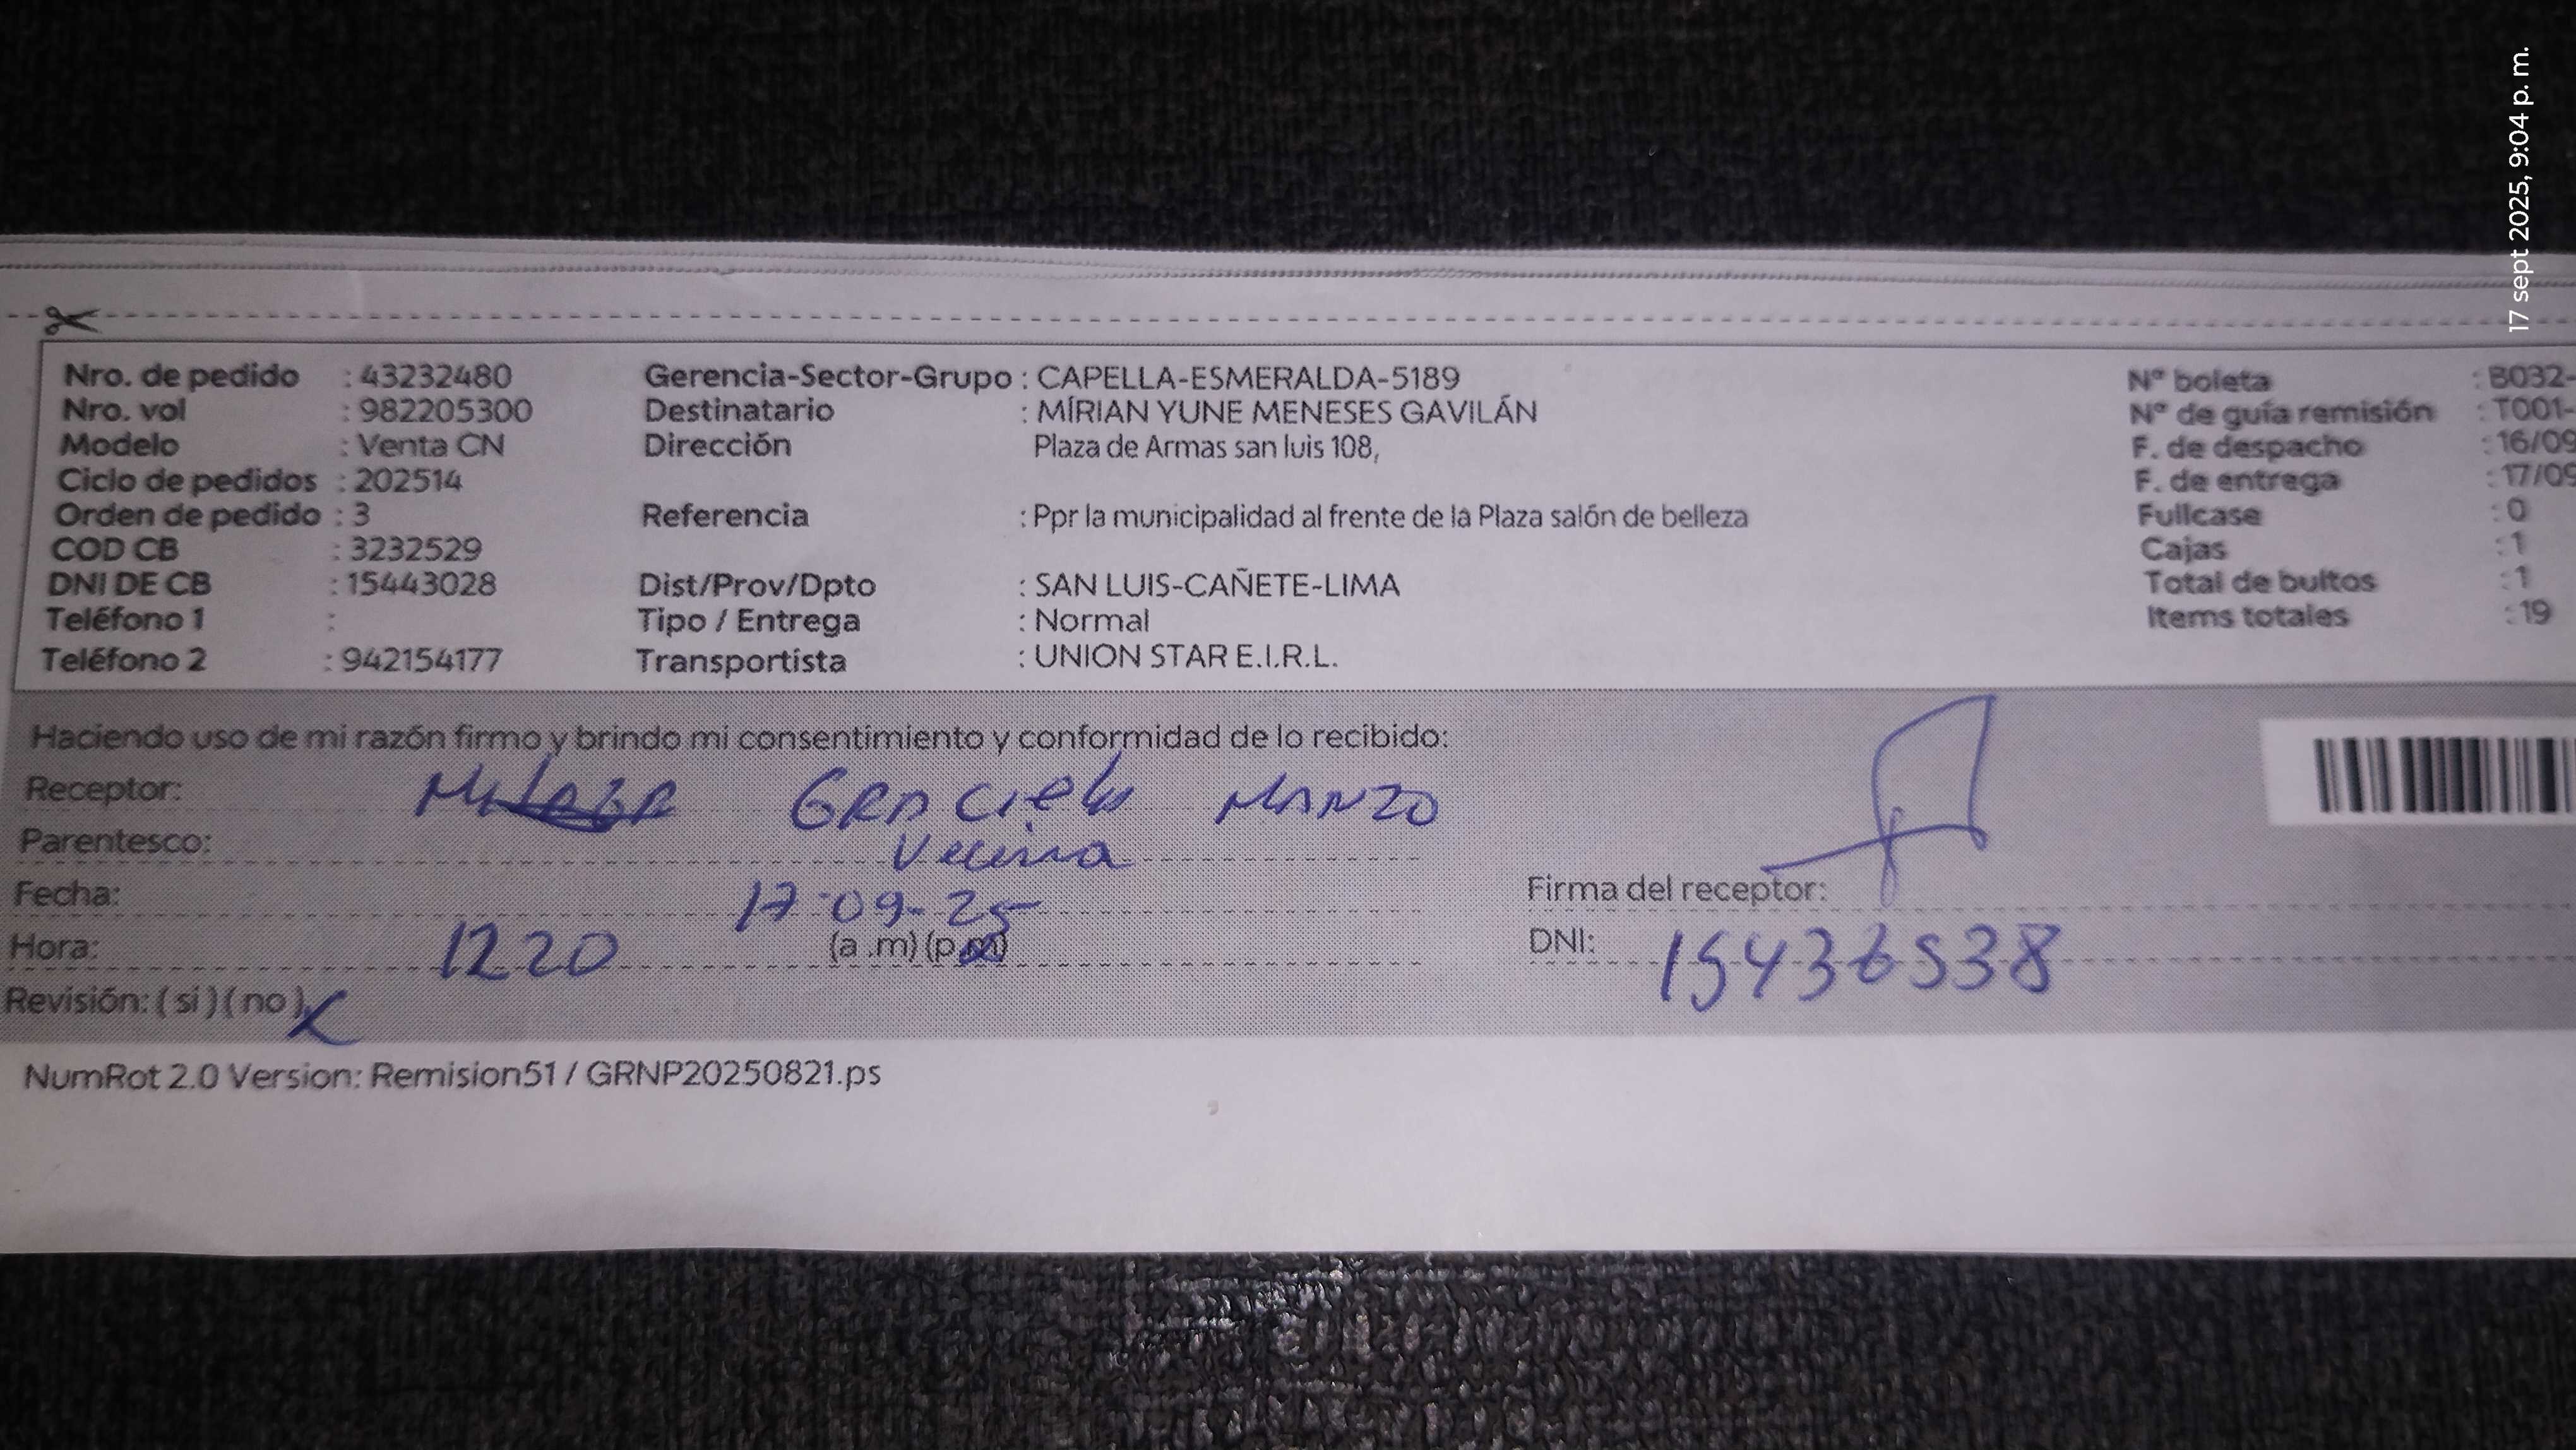 17 sept 2025, 9:04 p. m.
Nro. de pedido : 43232480 Gerencia-Sector-Grupo : CAPELLA-ESMERALDA-5189 Nº boleta : B032-
Nro. vol : 982205300 Destinatario : MÍRIAN YUNE MENESES GAVILÁN Nº de guía remisión : T001-
Modelo : Venta CN Dirección Plaza de Armas san luis 108, F. de despacho : 16/09
Ciclo de pedidos : 202514 F. de entrega : 17/09
Orden de pedido : 3 Referencia : Ppr la municipalidad al frente de la Plaza salón de belleza Fullcase : 0
COD CB : 3232529 Cajas : 1
DNI DE CB : 15443028 Dist/Prov/Dpto : SAN LUIS-CAÑETE-LIMA Total de bultos : 1
Teléfono 1 : Tipo / Entrega : Normal Items totales : 19
Teléfono 2 : 942154177 Transportista : UNION STAR E.I.R.L.
Haciendo uso de mi razón firmo y brindo mi consentimiento y conformidad de lo recibido:
Receptor: GRACIELA MANZO
Parentesco: Vecina
Fecha: 17-09-25 Firma del receptor:
Hora: 1220 (a .m) (p.m) DNI: 15436538
Revisión: ( si ) ( no )
NumRot 2.0 Version: Remision51 / GRNP20250821.ps